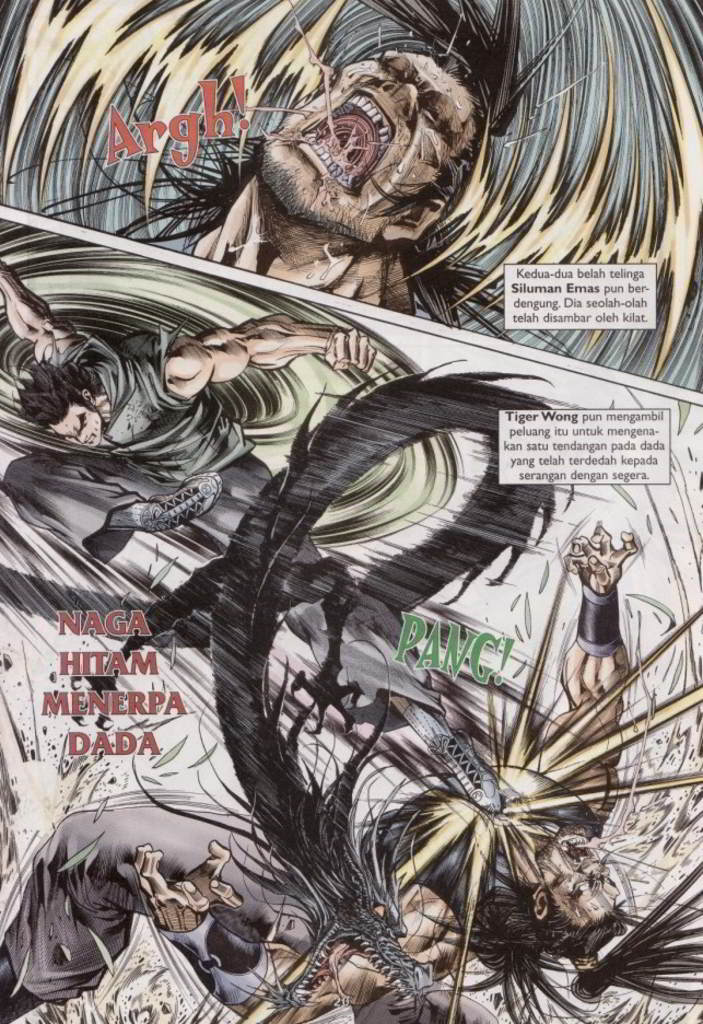 Argh!
Kedua-dua belah telinga
Siluman Emas pun ber-
dengung. Dia seolah-olah
telah disambar oleh kilat.
Tiger Wong pun mengambil
peluang itu untuk mengena-
kan satu tendangan pada dada
yang telah terdedah kepada
serangan dengan segera.
NAGA
HITAM
MENERPA
DADA
PANG!
20